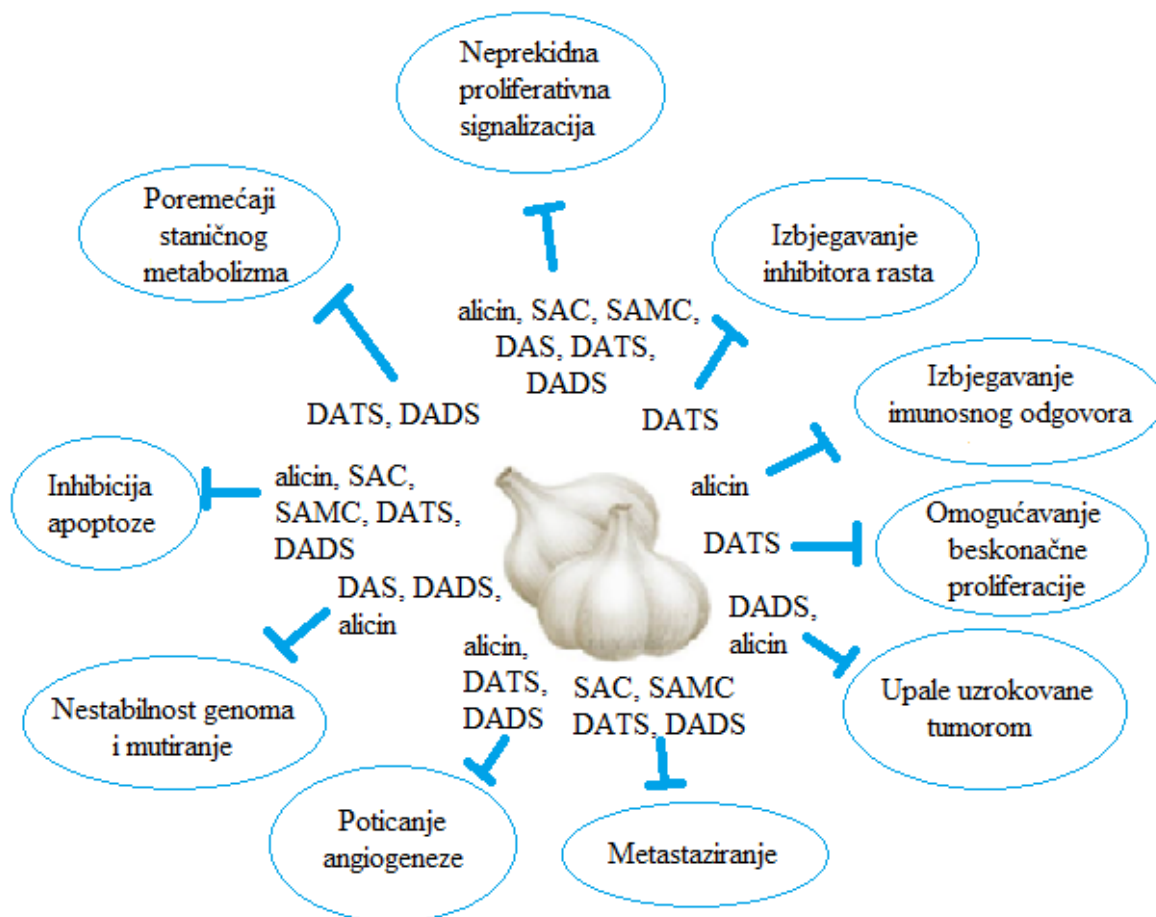 Neprekidna
proliferativna
signalizacija
Poremećaji
staničnog
metabolizma
Izbjegavanje
inhibitora rasta
alicin, SAC, SAMC,
DAS, DATS,
DADS
DATS, DADS
DATS
Izbjegavanje
imunosnog odgovora
Inhibicija
apoptoze
alicin, SAC,
SAMC, DATS,
DADS
alicin
DATS
Omogućavanje
beskonačne
proliferacije
DAS, DADS,
alicin
DADS,
alicin
Nestabilnost genoma
i mutiranje
alicin,
DATS,
DADS
SAC, SAMC
DATS, DADS
Upale uzrokovane
tumorom
Poticanje
angiogeneze
Metastaziranje